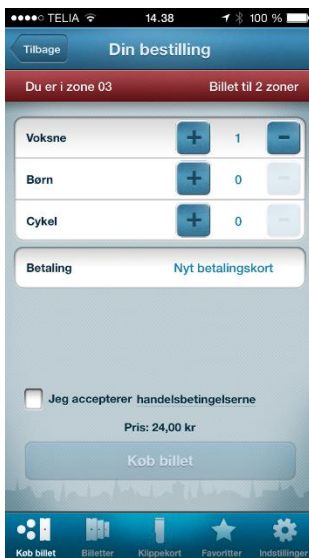 TELIA 14.38 100 %
Tilbage Din bestilling
Du er i zone 03 Billet til 2 zoner
Voksne + 1 −
Børn + 0 −
Cykel + 0 −
Betaling Nyt betalingskort
Jeg accepterer handelsbetingelserne
Pris: 24,00 kr
Køb billet
Køb billet Billetter Klippekort Favoritter Indstillinger